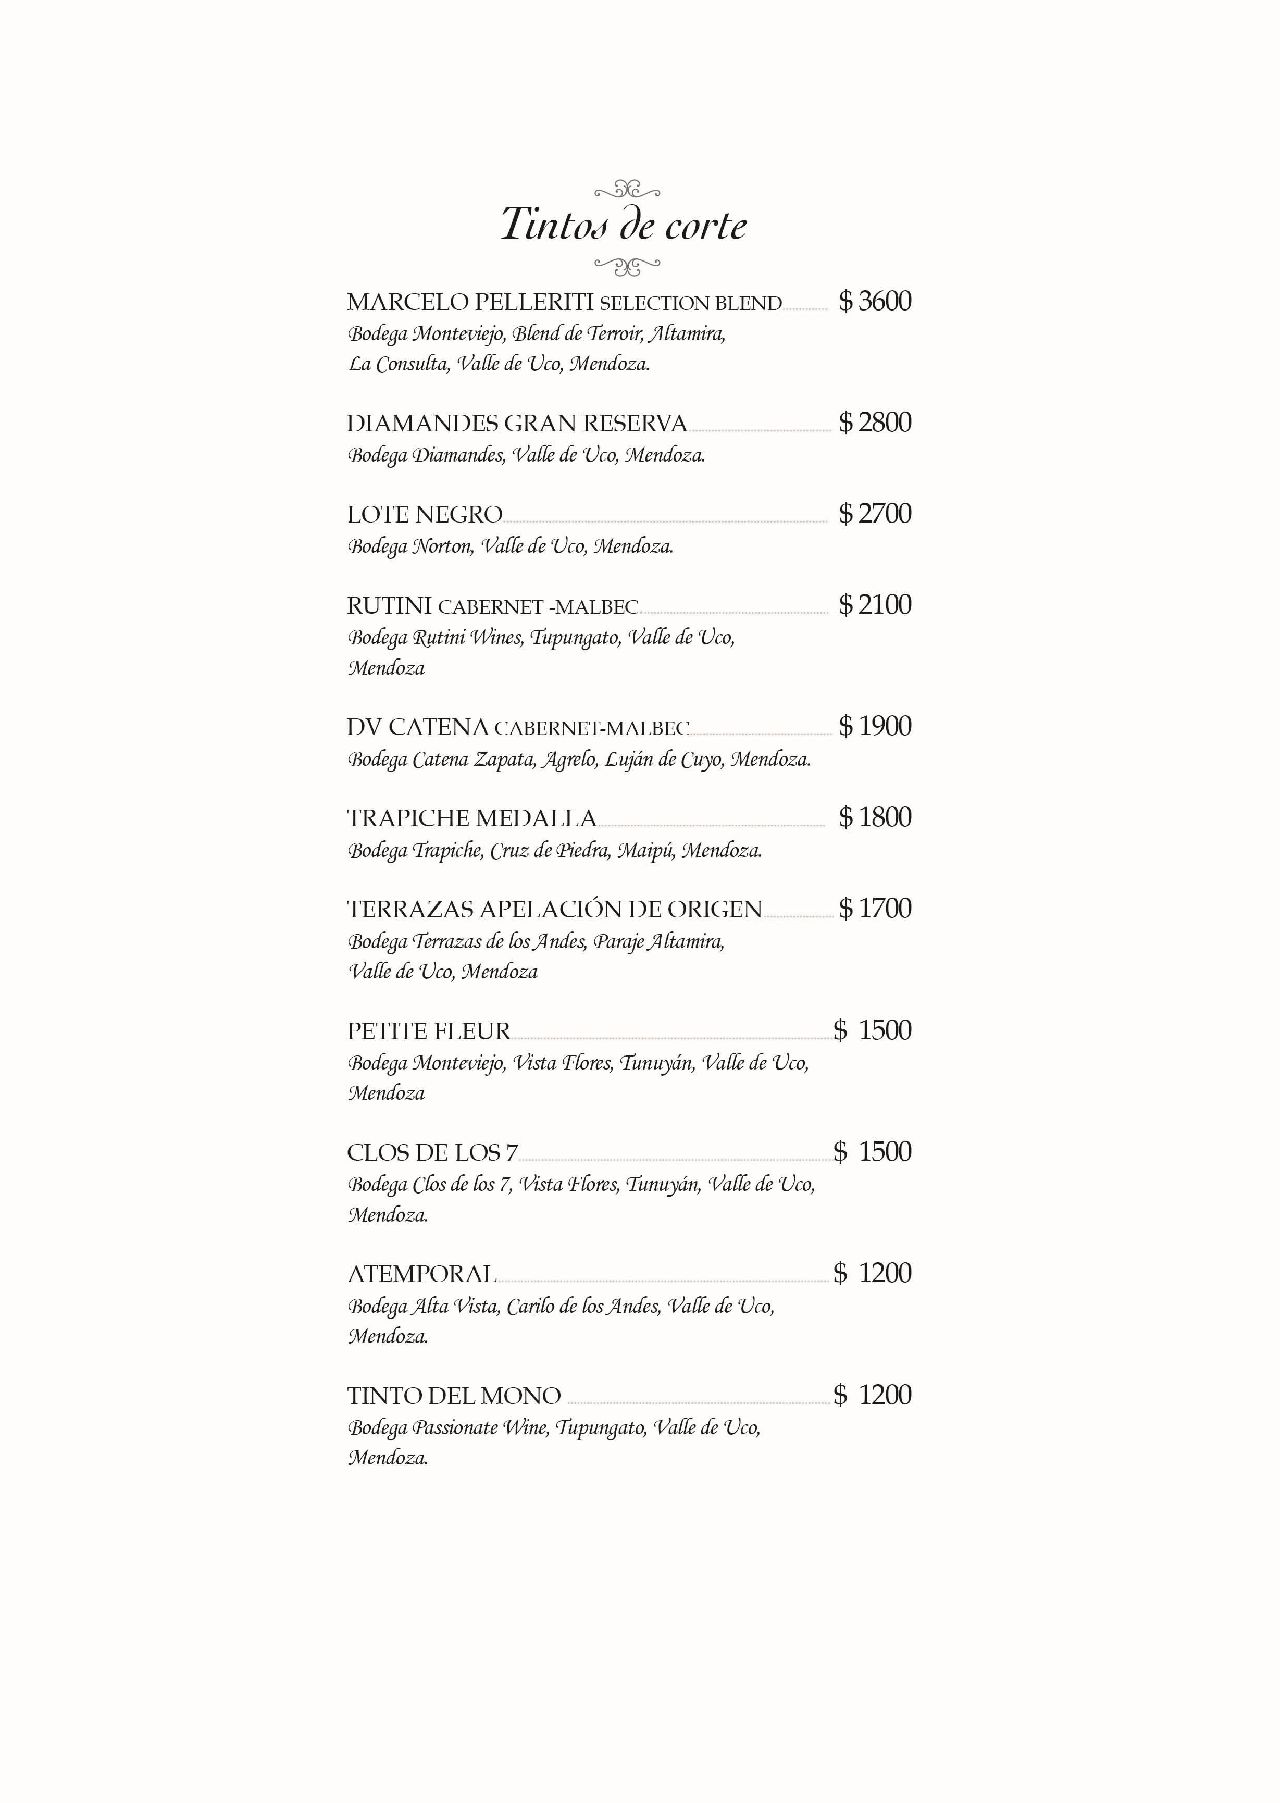 Tintos de corte
MARCELO PELLERITI SELECTION BLEND $ 3600
Bodega Monteviejo, Blend de Terroir, Altamira,
La Consulta, Valle de Uco, Mendoza.
DIAMANDES GRAN RESERVA $ 2800
Bodega Diamandes, Valle de Uco, Mendoza.
LOTE NEGRO $ 2700
Bodega Norton, Valle de Uco, Mendoza.
RUTINI CABERNET -MALBEC $ 2100
Bodega Rutini Wines, Tupungato, Valle de Uco,
Mendoza
DV CATENA CABERNET-MALBEC $ 1900
Bodega Catena Zapata, Agrelo, Luján de Cuyo, Mendoza.
TRAPICHE MEDALLA $ 1800
Bodega Trapiche, Cruz de Piedra, Maipú, Mendoza.
TERRAZAS APELACIÓN DE ORIGEN $ 1700
Bodega Terrazas de los Andes, Paraje Altamira,
Valle de Uco, Mendoza
PETITE FLEUR $ 1500
Bodega Monteviejo, Vista Flores, Tunuyán, Valle de Uco,
Mendoza
CLOS DE LOS 7 $ 1500
Bodega Clos de los 7, Vista Flores, Tunuyán, Valle de Uco,
Mendoza.
ATEMPORAL $ 1200
Bodega Alta Vista, Carilo de los Andes, Valle de Uco,
Mendoza.
TINTO DEL MONO $ 1200
Bodega Passionate Wine, Tupungato, Valle de Uco,
Mendoza.